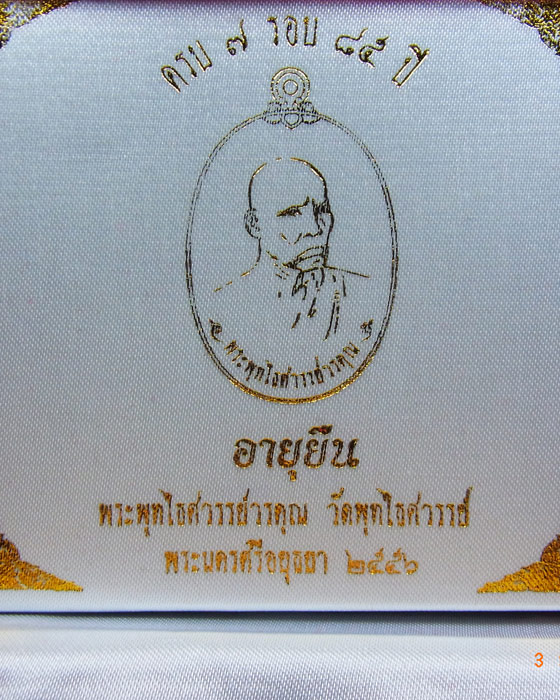 ครบ ๗ รอบ ๘๕ ปี
พระพุทไธศวรรย์วรคุณ
อายุยืน
พระพุทไธศวรรย์วรคุณ วัดพุทไธศวรรย์
พระนครศรีอยุธยา ๒๕๕๖
3